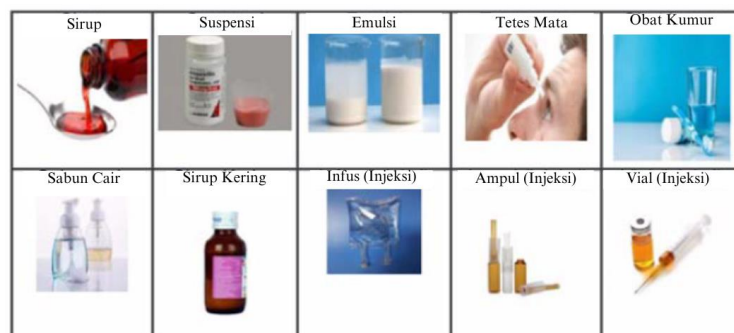 Sirup
Suspensi
Emulsi
Tetes Mata
Obat Kumur
Sabun Cair
Sirup Kering
Infus (Injeksi)
Ampul (Injeksi)
Vial (Injeksi)